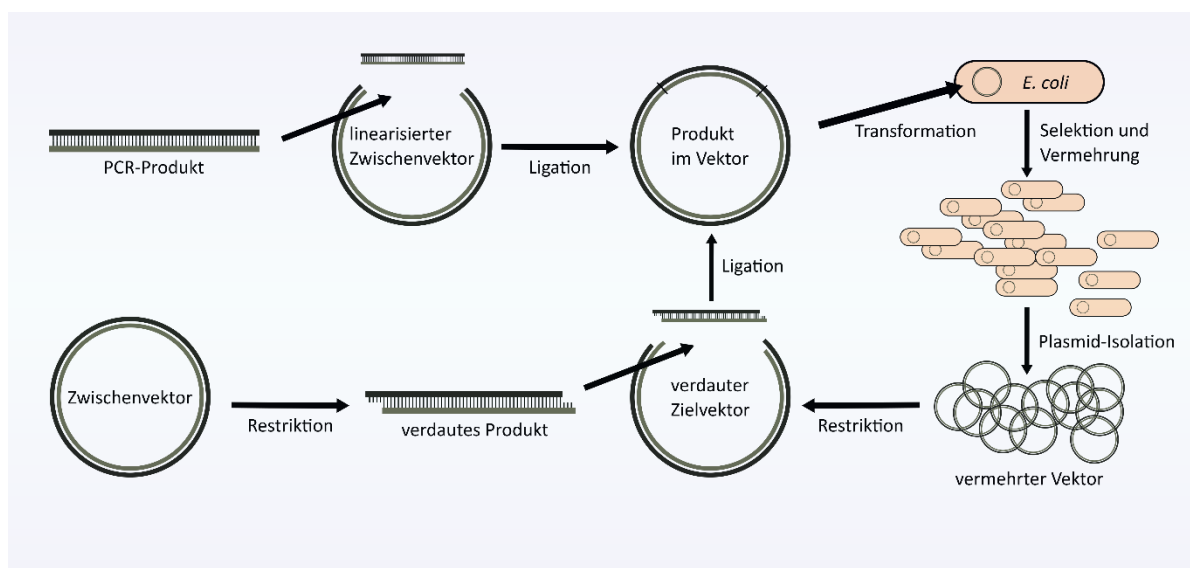 PCR-Produkt
linearisierter
Zwischenvektor
Ligation
Produkt
im Vektor
Transformation
E. coli
Selektion und
Vermehrung
Ligation
Plasmid-Isolation
Zwischenvektor
Restriktion
verdautes Produkt
verdauter
Zielvektor
Restriktion
vermehrter Vektor